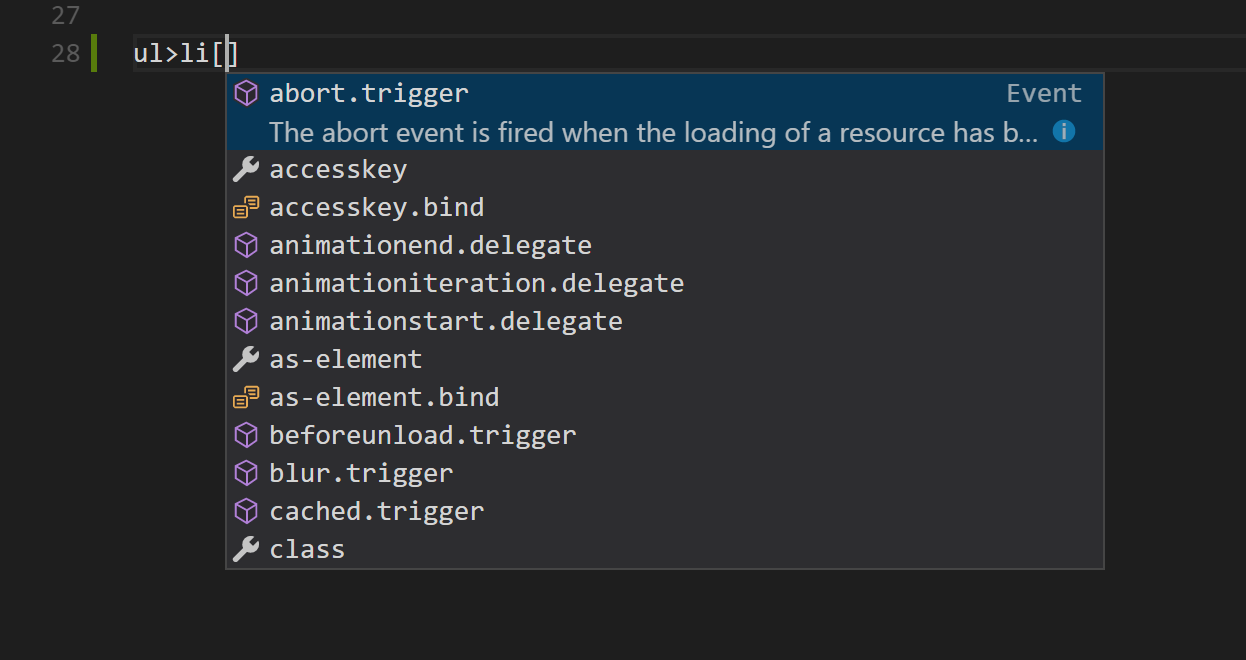 27
28 ul>li[]
abort.trigger Event
The abort event is fired when the loading of a resource has b...
accesskey
accesskey.bind
animationend.delegate
animationiteration.delegate
animationstart.delegate
as-element
as-element.bind
beforeunload.trigger
blur.trigger
cached.trigger
class